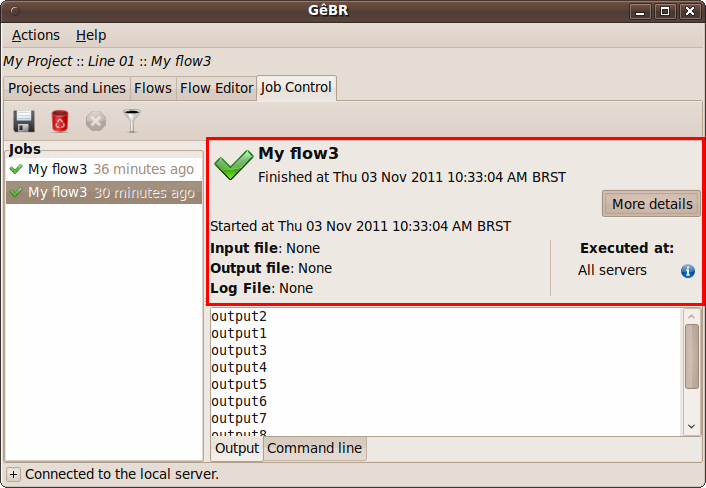 GêBR
Actions Help
My Project :: Line 01 :: My flow3
Projects and Lines Flows Flow Editor Job Control
Jobs
My flow3 36 minutes ago
My flow3 30 minutes ago
My flow3
Finished at Thu 03 Nov 2011 10:33:04 AM BRST
More details
Started at Thu 03 Nov 2011 10:33:04 AM BRST
Input file: None
Output file: None
Log File: None
Executed at:
All servers
output2
output1
output3
output4
output5
output6
output7
output8
Output Command line
Connected to the local server.